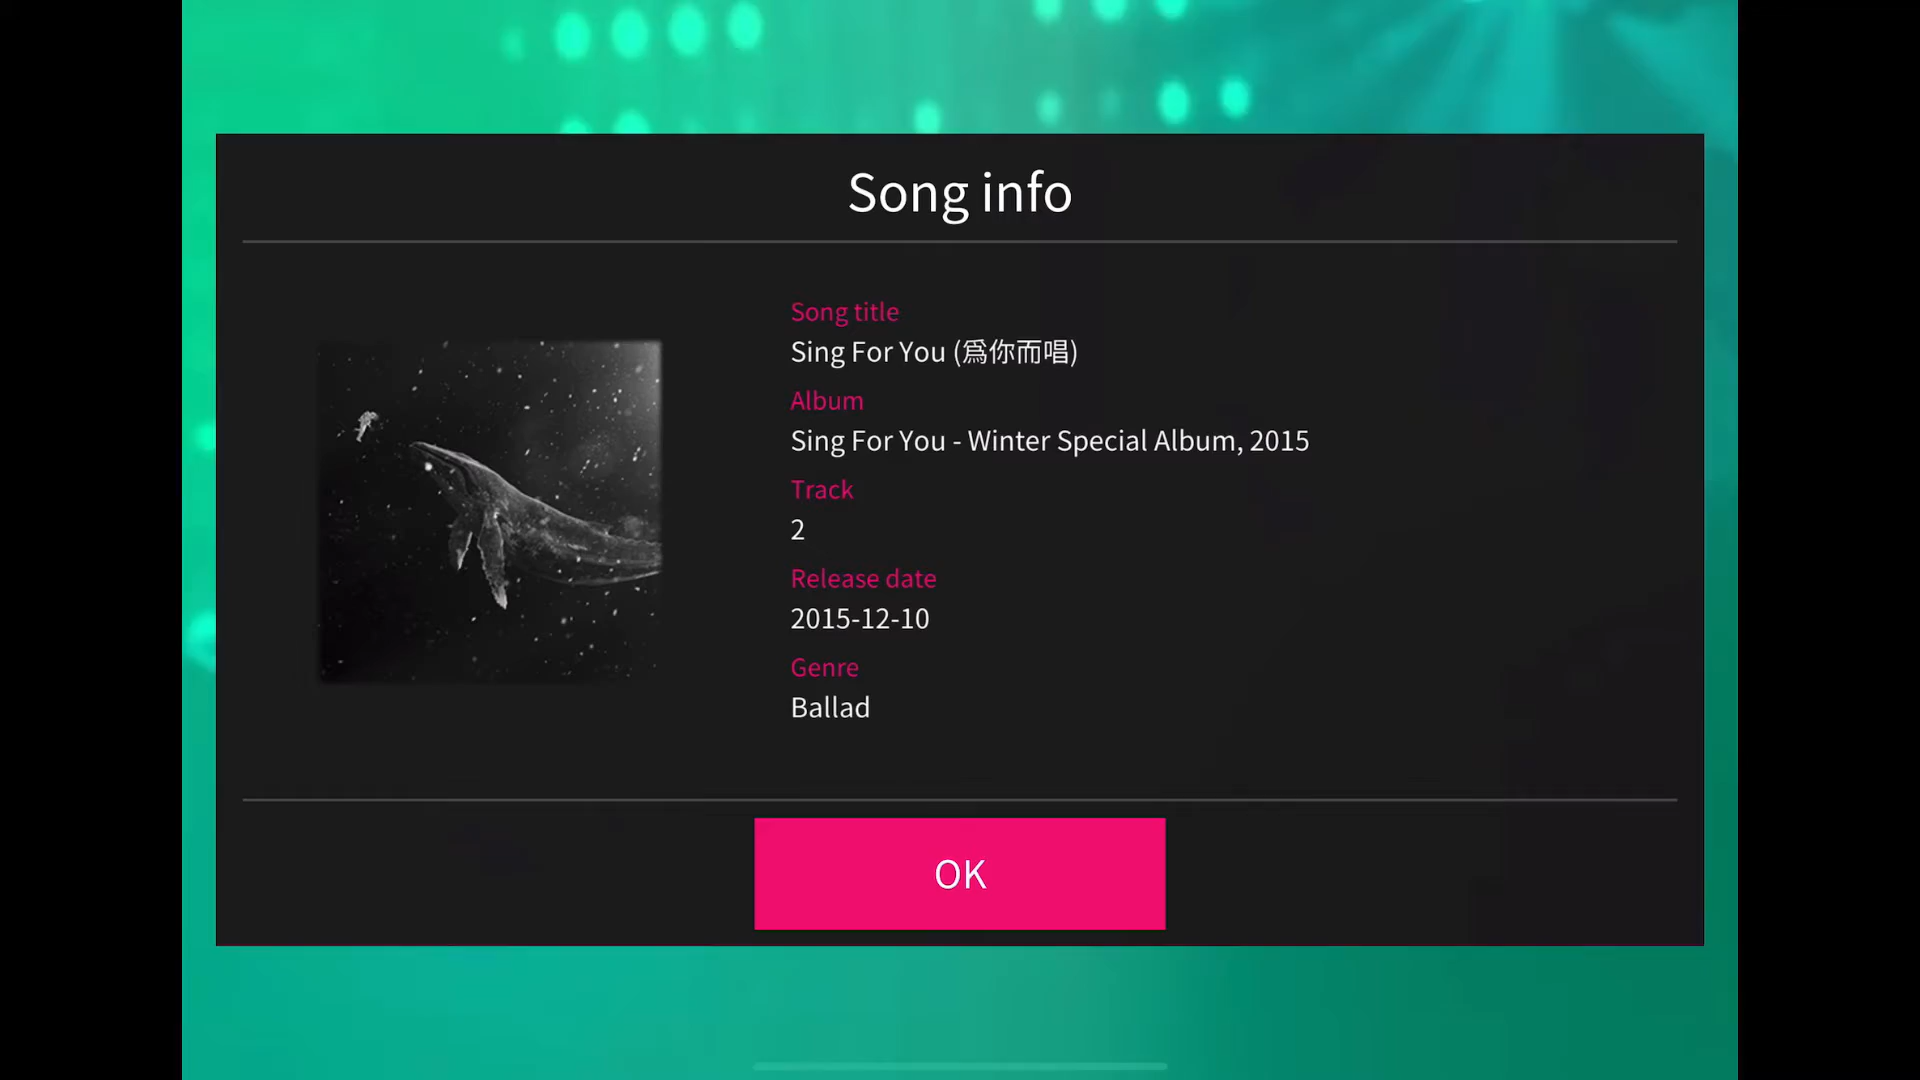 Song info
Song title
Sing For You (爲你而唱)
Album
Sing For You - Winter Special Album, 2015
Track
2
Release date
2015-12-10
Genre
Ballad
OK